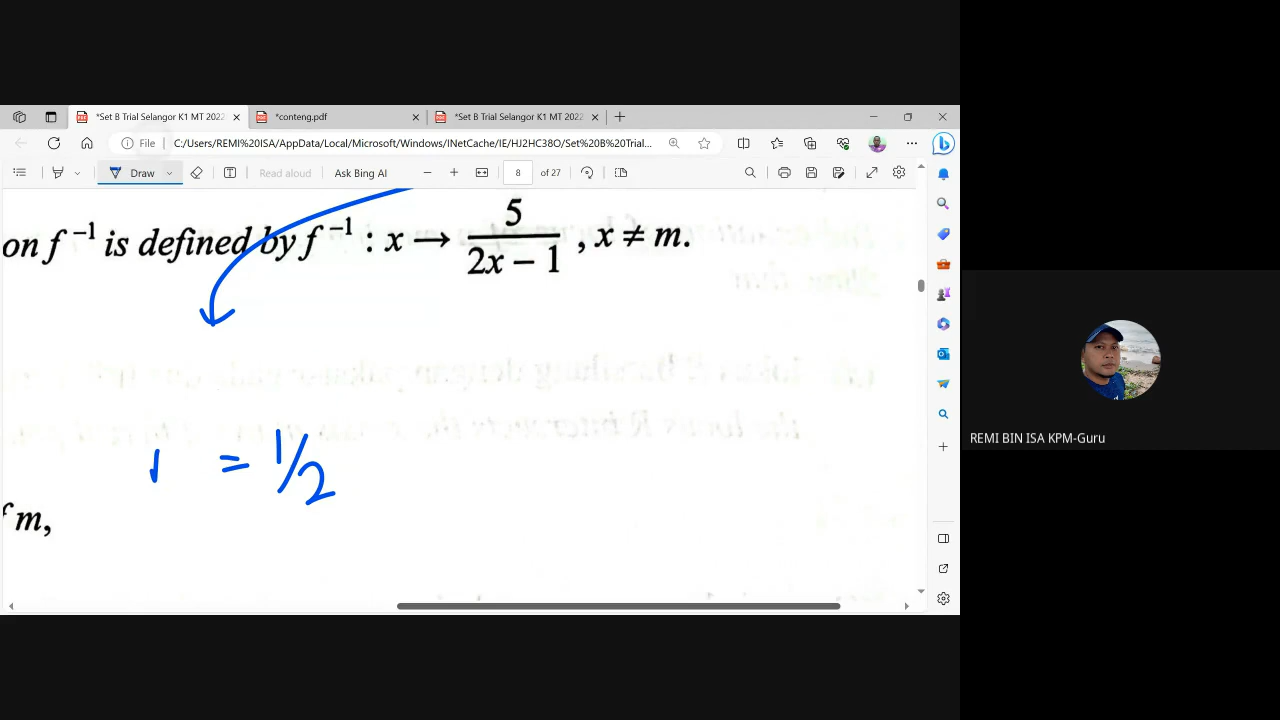 *Set B Trial Selangor K1 MT 2022
*conteng.pdf
*Set B Trial Selangor K1 MT 2022
File
C:/Users/REMI%20ISA/AppData/Local/Microsoft/Windows/INetCache/IE/HJ2HC38O/Set%20B%20Trial...
Draw
Read aloud
Ask Bing AI
8 of 27
on f⁻¹ is defined by f⁻¹ : x → 5/(2x − 1) , x ≠ m.
= 1/2
f m,
REMI BIN ISA KPM-Guru